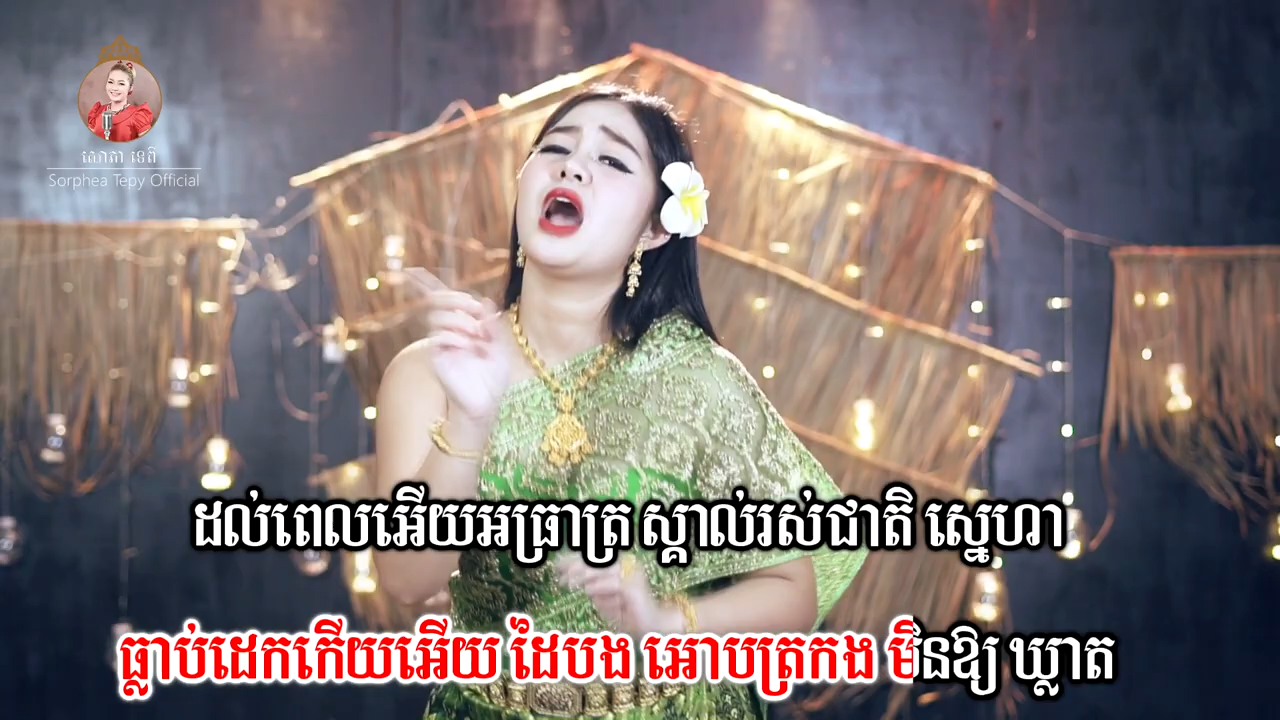 សោភា ទេពី
Sorphea Tepy Official
ដល់ពេលអើយអធ្រាត្រ ស្គាល់រស់ជាតិ ស្នេហា
ធ្លាប់ដេកកើយអើយ ដៃបង អោបត្រកង មិនឱ្យ ឃ្លាត